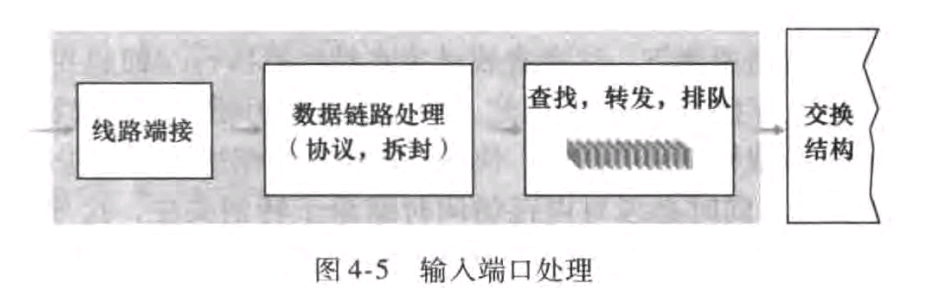 线路端接
数据链路处理
（协议，拆封）
查找，转发，排队
交换
结构
图 4-5 输入端口处理